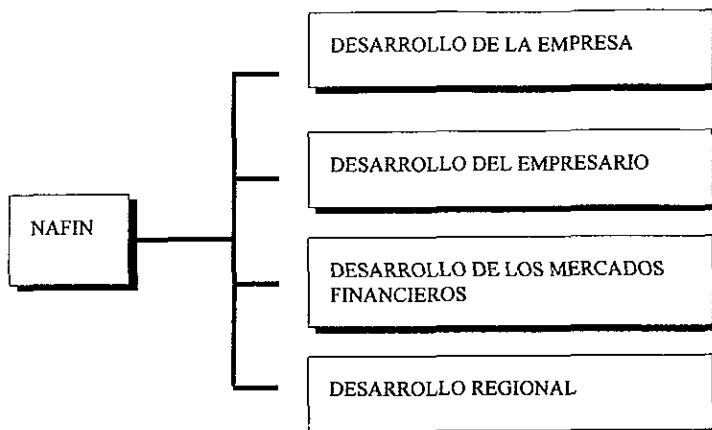 DESARROLLO DE LA EMPRESA
DESARROLLO DEL EMPRESARIO
NAFIN
DESARROLLO DE LOS MERCADOS
FINANCIEROS
DESARROLLO REGIONAL